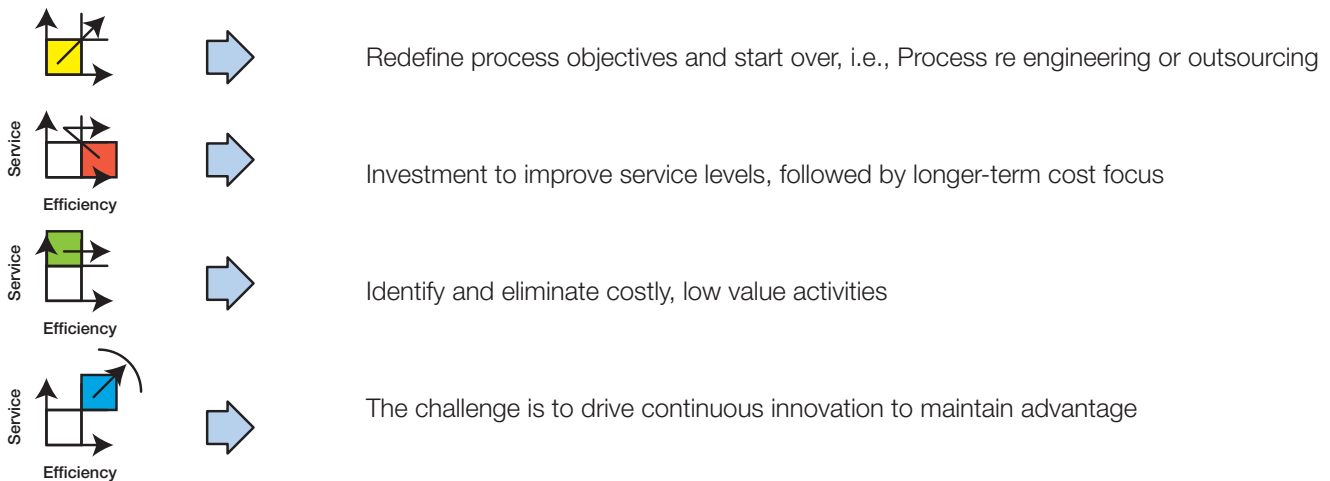 Redefine process objectives and start over, i.e., Process re engineering or outsourcing
Service
Efficiency
Investment to improve service levels, followed by longer-term cost focus
Service
Efficiency
Identify and eliminate costly, low value activities
Service
Efficiency
The challenge is to drive continuous innovation to maintain advantage